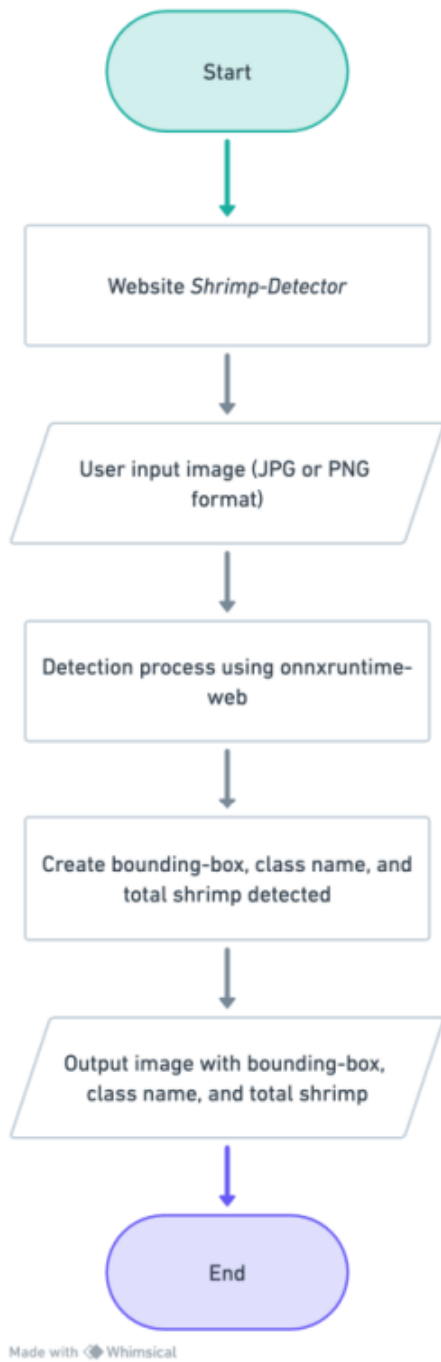 Start
Website Shrimp-Detector
User input image (JPG or PNG
format)
Detection process using onnxruntime-
web
Create bounding-box, class name, and
total shrimp detected
Output image with bounding-box,
class name, and total shrimp
End
Made with Whimsical